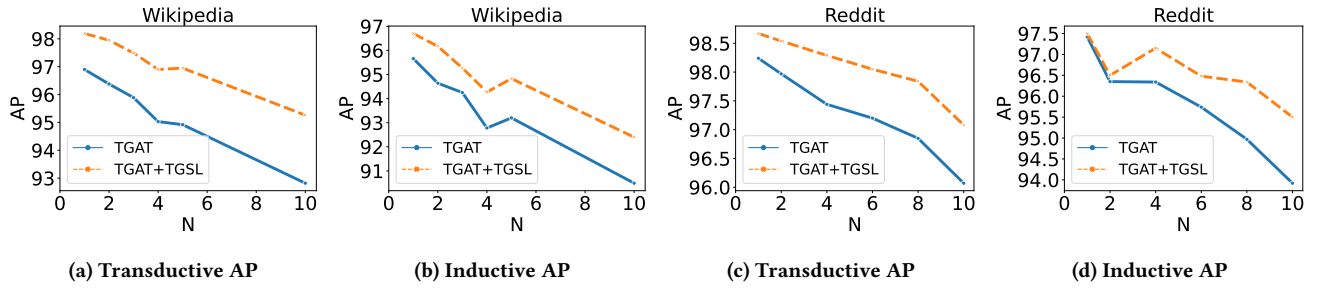 Wikipedia
98
97
96
95
94
93
AP
TGAT
TGAT+TGSL
0 2 4 6 8 10
N
(a) Transductive AP
Wikipedia
97
96
95
94
93
92
91
AP
TGAT
TGAT+TGSL
0 2 4 6 8 10
N
(b) Inductive AP
Reddit
98.5
98.0
97.5
97.0
96.5
96.0
AP
TGAT
TGAT+TGSL
0 2 4 6 8 10
N
(c) Transductive AP
Reddit
97.5
97.0
96.5
96.0
95.5
95.0
94.5
94.0
AP
TGAT
TGAT+TGSL
0 2 4 6 8 10
N
(d) Inductive AP